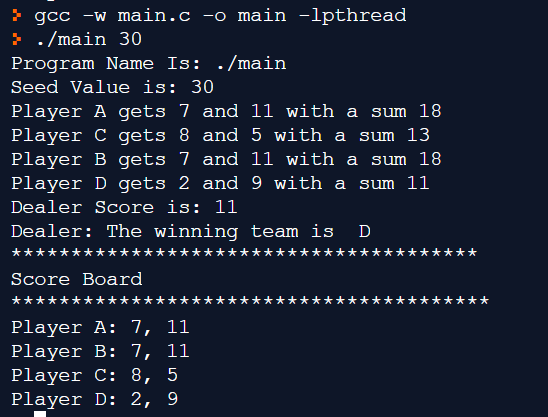 > gcc -w main.c -o main -lpthread
> ./main 30
Program Name Is: ./main
Seed Value is: 30
Player A gets 7 and 11 with a sum 18
Player C gets 8 and 5 with a sum 13
Player B gets 7 and 11 with a sum 18
Player D gets 2 and 9 with a sum 11
Dealer Score is: 11
Dealer: The winning team is  D
***************************************
Score Board
****************************************
Player A: 7, 11
Player B: 7, 11
Player C: 8, 5
Player D: 2, 9